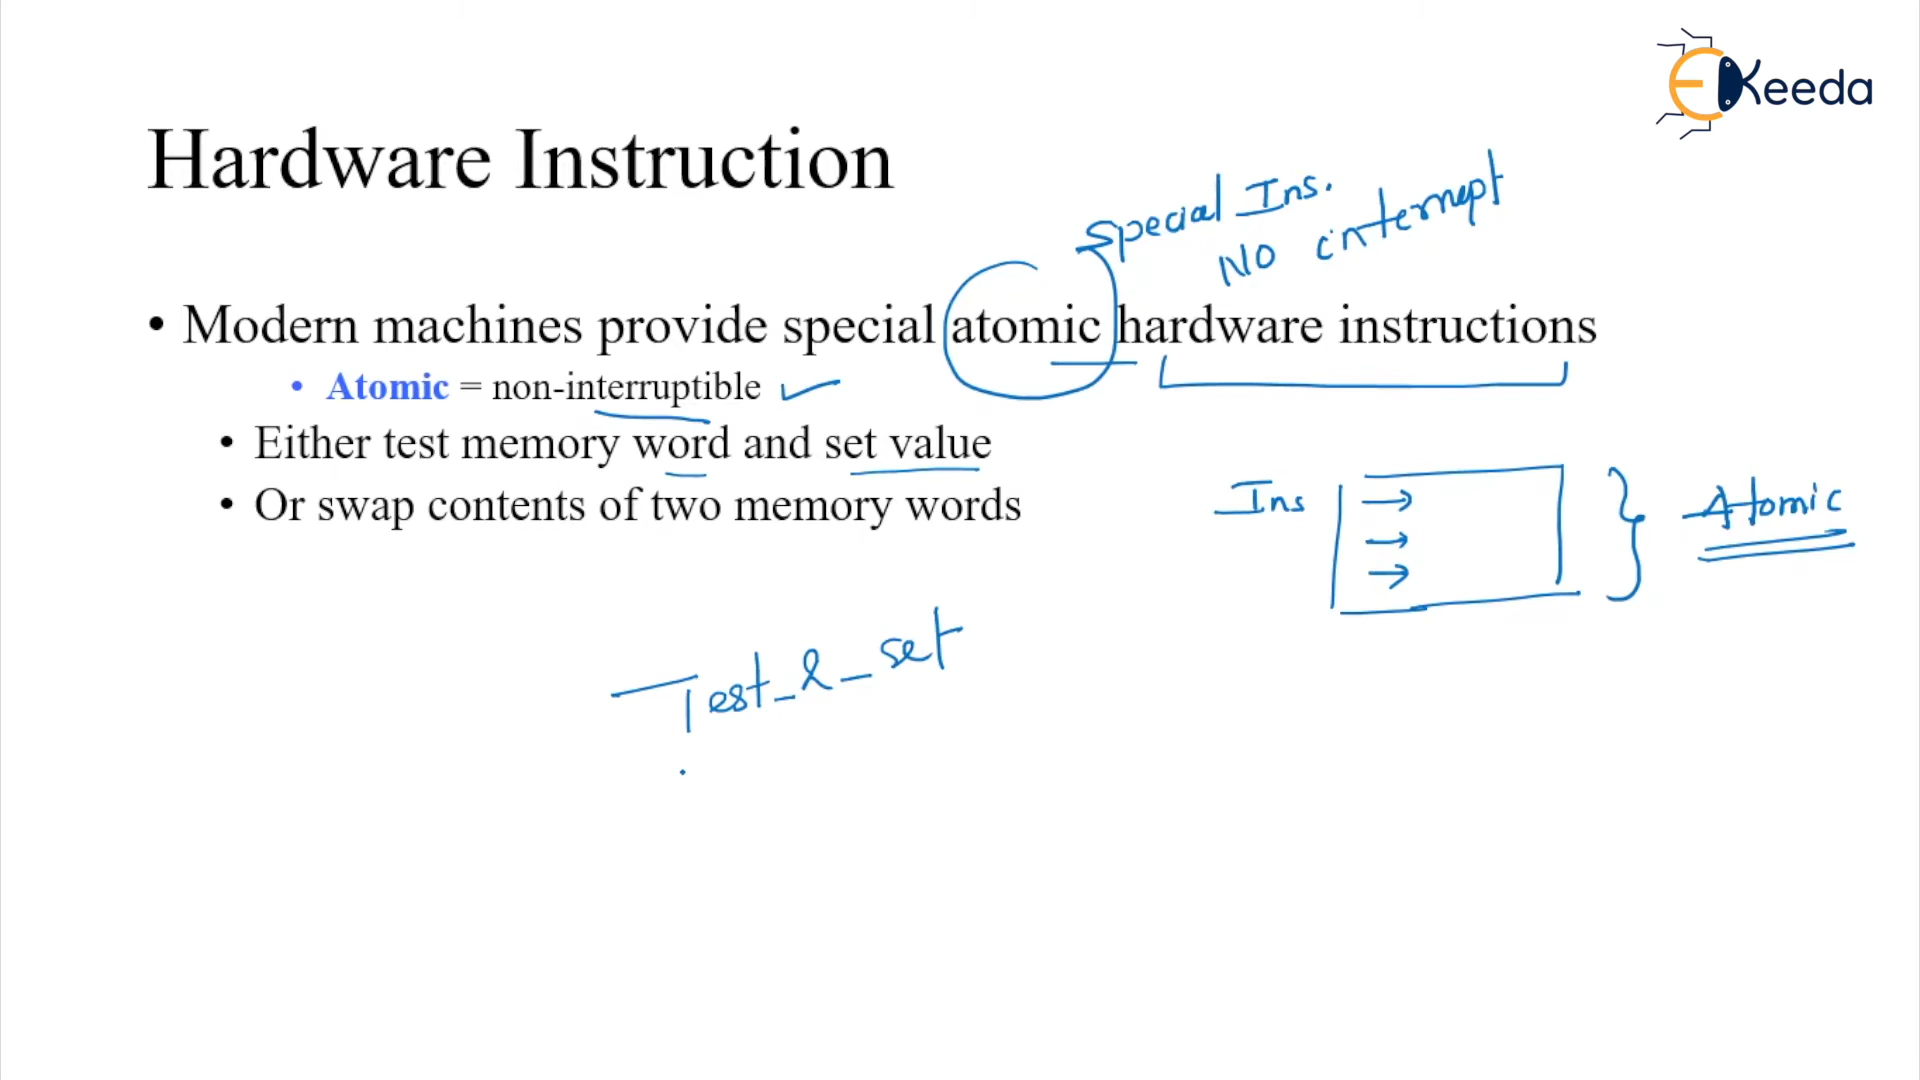 EKeeda
Hardware Instruction
Special Ins.
NO interrupt
• Modern machines provide special atomic hardware instructions
• Atomic = non-interruptible
• Either test memory word and set value
• Or swap contents of two memory words
Ins
Atomic
Test_&_set